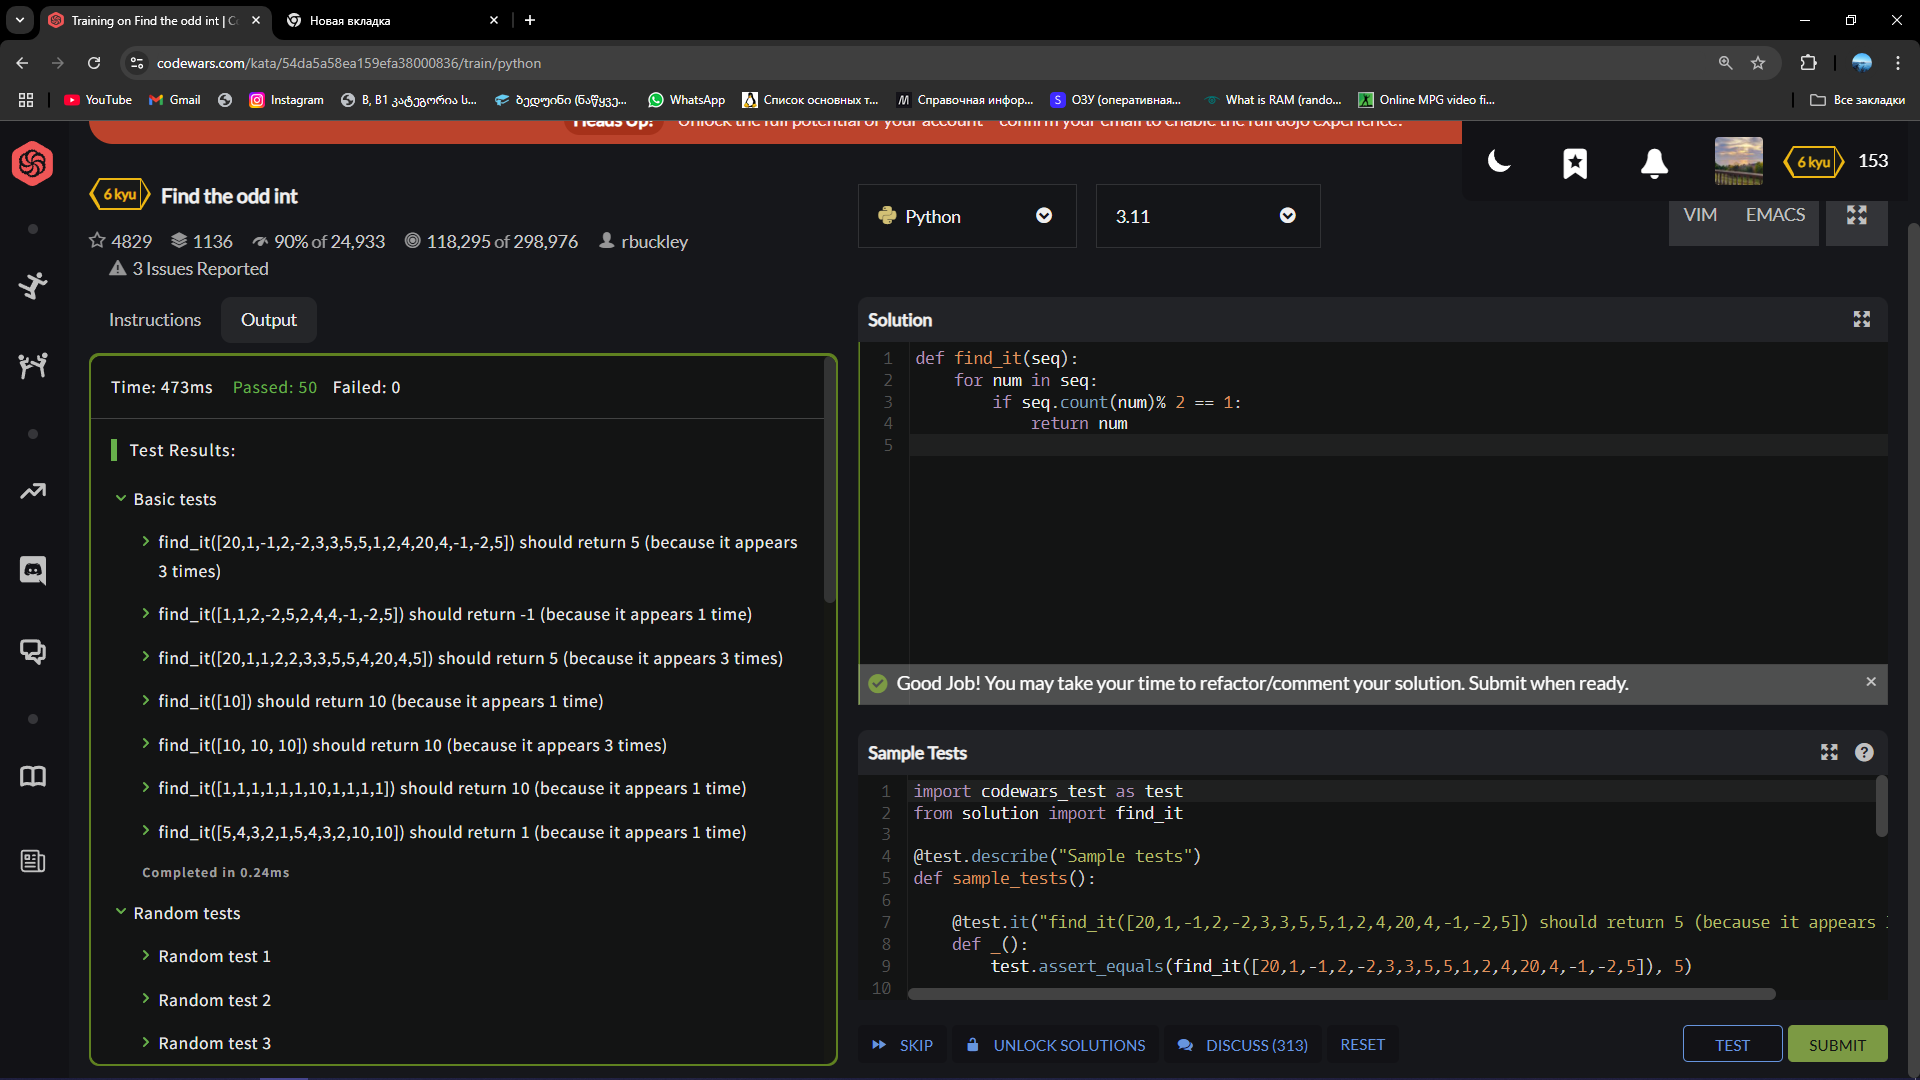 Training on Find the odd int | C
Новая вкладка
codewars.com/kata/54da5a58ea159efa38000836/train/python
YouTube
Gmail
Instagram
B, B1 კატეგორია ს...
ბედუინი (ნაწყვე...
WhatsApp
Список основных т...
Справочная инфор...
ОЗУ (оперативная...
What is RAM (rando...
Online MPG video fi...
Все закладки
Heads Up! Unlock the full potential of your account - confirm your email to enable the full dojo experience.
6 kyu
153
6 kyu Find the odd int
Python
3.11
VIM
EMACS
4829 1136 90% of 24,933 118,295 of 298,976 rbuckley
3 Issues Reported
Instructions
Output
Time: 473ms Passed: 50 Failed: 0
Test Results:
Basic tests
find_it([20,1,-1,2,-2,3,3,5,5,1,2,4,20,4,-1,-2,5]) should return 5 (because it appears
3 times)
find_it([1,1,2,-2,5,2,4,4,-1,-2,5]) should return -1 (because it appears 1 time)
find_it([20,1,1,2,2,3,3,5,5,4,20,4,5]) should return 5 (because it appears 3 times)
find_it([10]) should return 10 (because it appears 1 time)
find_it([10, 10, 10]) should return 10 (because it appears 3 times)
find_it([1,1,1,1,1,1,10,1,1,1,1]) should return 10 (because it appears 1 time)
find_it([5,4,3,2,1,5,4,3,2,10,10]) should return 1 (because it appears 1 time)
Completed in 0.24ms
Random tests
Random test 1
Random test 2
Random test 3
Solution
1 def find_it(seq):
2     for num in seq:
3         if seq.count(num)% 2 == 1:
4             return num
5
Good Job! You may take your time to refactor/comment your solution. Submit when ready.
Sample Tests
1 import codewars_test as test
2 from solution import find_it
3
4 @test.describe("Sample tests")
5 def sample_tests():
6
7     @test.it("find_it([20,1,-1,2,-2,3,3,5,5,1,2,4,20,4,-1,-2,5]) should return 5 (because it appears
8     def _():
9         test.assert_equals(find_it([20,1,-1,2,-2,3,3,5,5,1,2,4,20,4,-1,-2,5]), 5)
10
SKIP
UNLOCK SOLUTIONS
DISCUSS (313)
RESET
TEST
SUBMIT